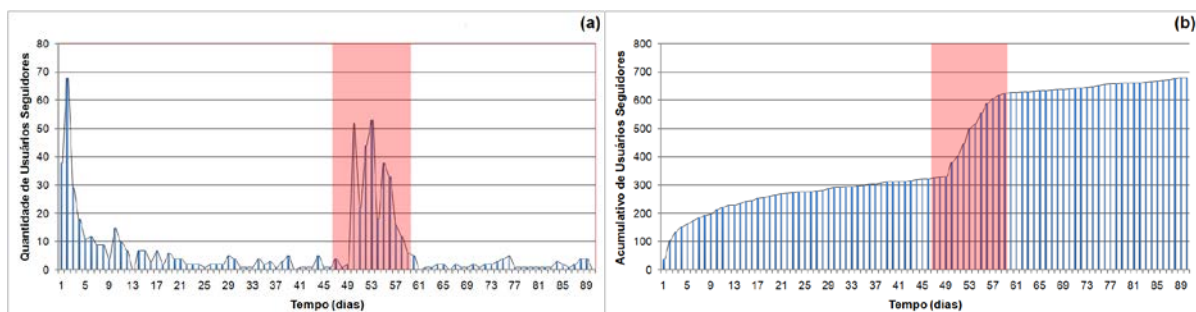 (a)
Quantidade de Usuários Seguidores
80
70
60
50
40
30
20
10
0
1 5 9 13 17 21 25 29 33 37 41 45 49 53 57 61 65 69 73 77 81 85 89
Tempo (dias)
(b)
Acumulativo de Usuários Seguidores
800
700
600
500
400
300
200
100
0
1 5 9 13 17 21 25 29 33 37 41 45 49 53 57 61 65 69 73 77 81 85 89
Tempo (dias)